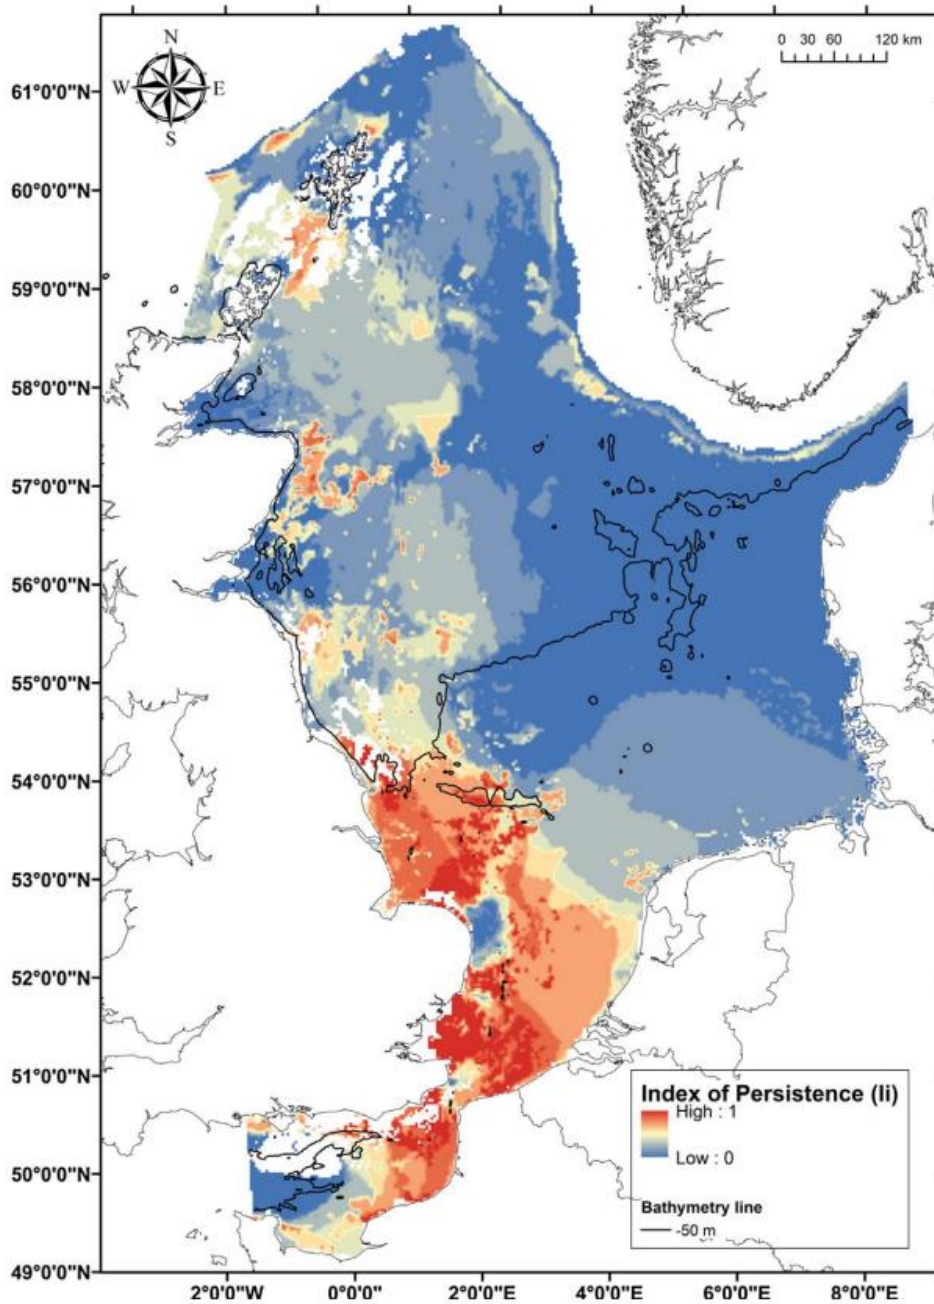 N
W E
S
0 30 60 120 km
61°0'0"N
60°0'0"N
59°0'0"N
58°0'0"N
57°0'0"N
56°0'0"N
55°0'0"N
54°0'0"N
53°0'0"N
52°0'0"N
51°0'0"N
50°0'0"N
49°0'0"N
Index of Persistence (Ii)
High : 1
Low : 0
Bathymetry line
-50 m
2°0'0"W 0°0'0" 2°0'0"E 4°0'0"E 6°0'0"E 8°0'0"E